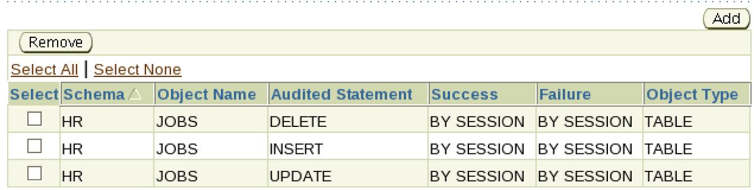 Add
Remove
Select All | Select None
Select Schema Object Name Audited Statement Success Failure Object Type
HR JOBS DELETE BY SESSION BY SESSION TABLE
HR JOBS INSERT BY SESSION BY SESSION TABLE
HR JOBS UPDATE BY SESSION BY SESSION TABLE